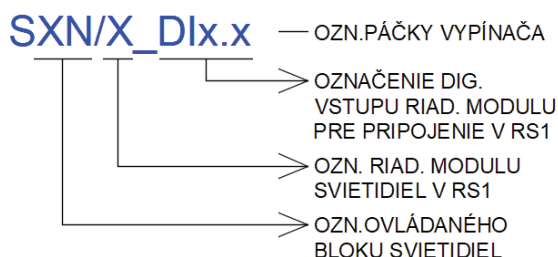 SXN/X_DIx.x
OZN.PÁČKY VYPÍNAČA
OZNAČENIE DIG.
VSTUPU RIAD. MODULU
PRE PRIPOJENIE V RS1
OZN. RIAD. MODULU
SVIETIDIEL V RS1
OZN.OVLÁDANÉHO
BLOKU SVIETIDIEL